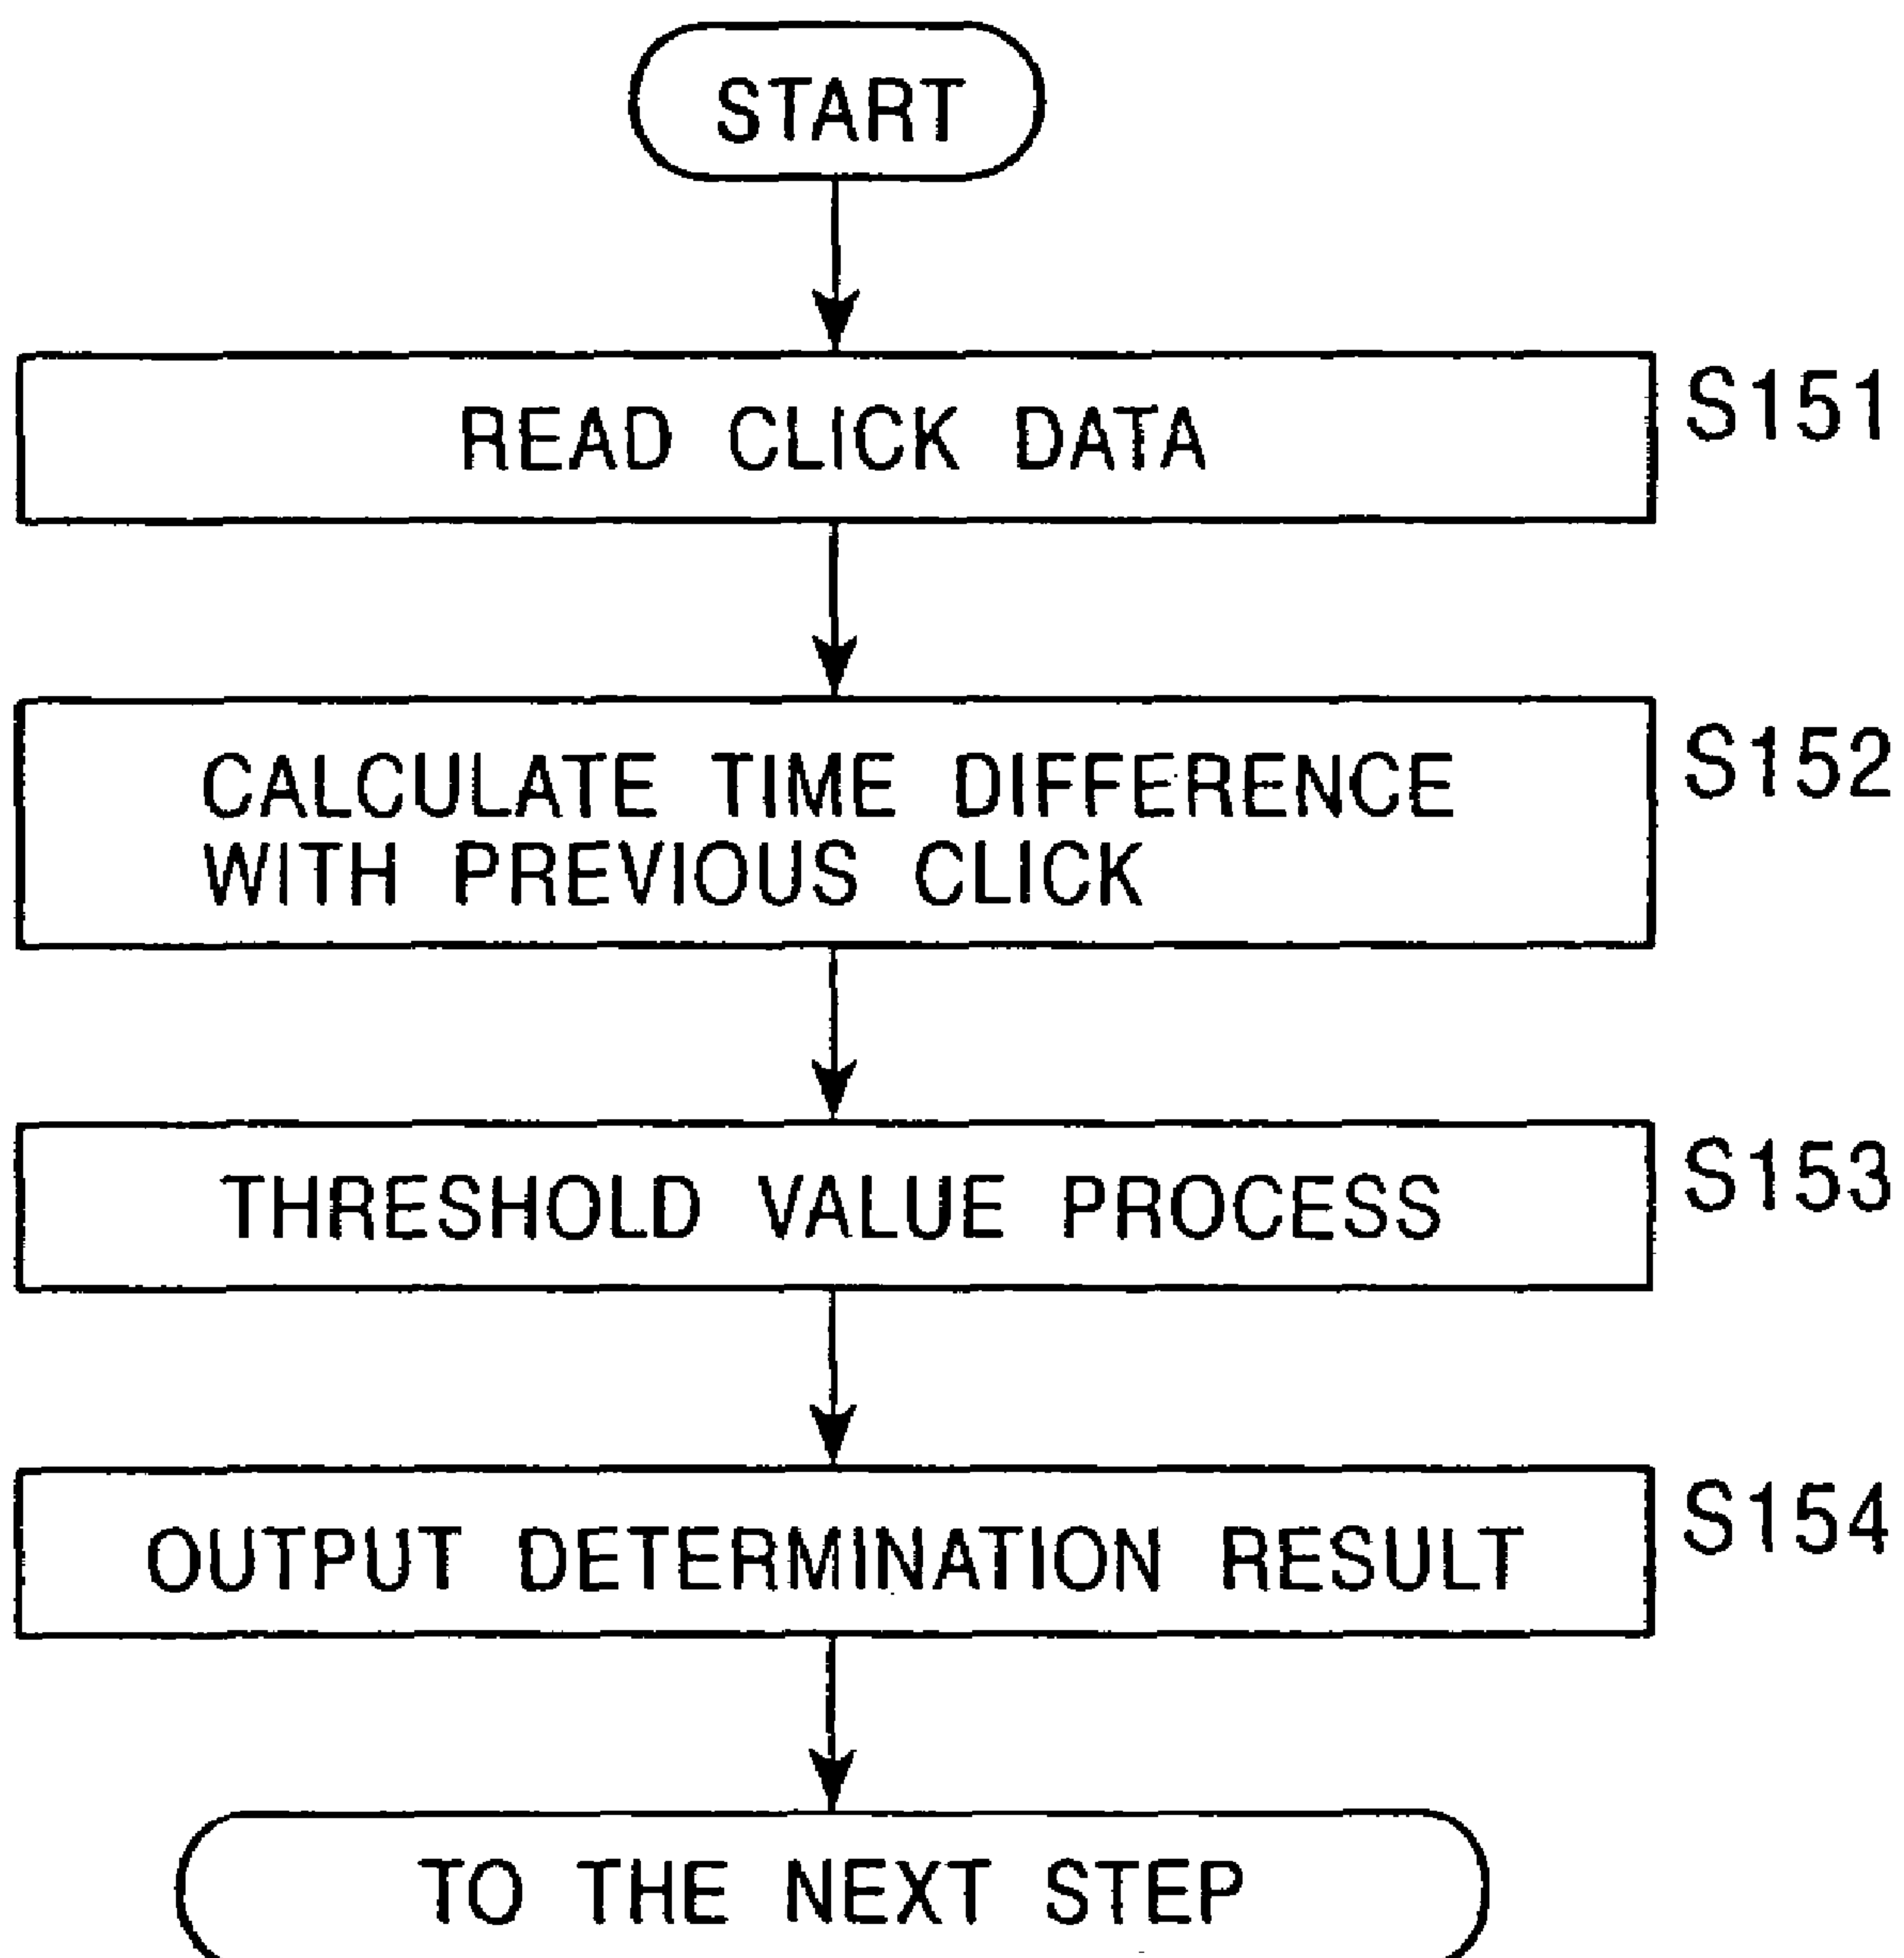 START
READ CLICK DATA
S151
CALCULATE TIME DIFFERENCE
WITH PREVIOUS CLICK
S152
THRESHOLD VALUE PROCESS
S153
OUTPUT DETERMINATION RESULT
S154
TO THE NEXT STEP